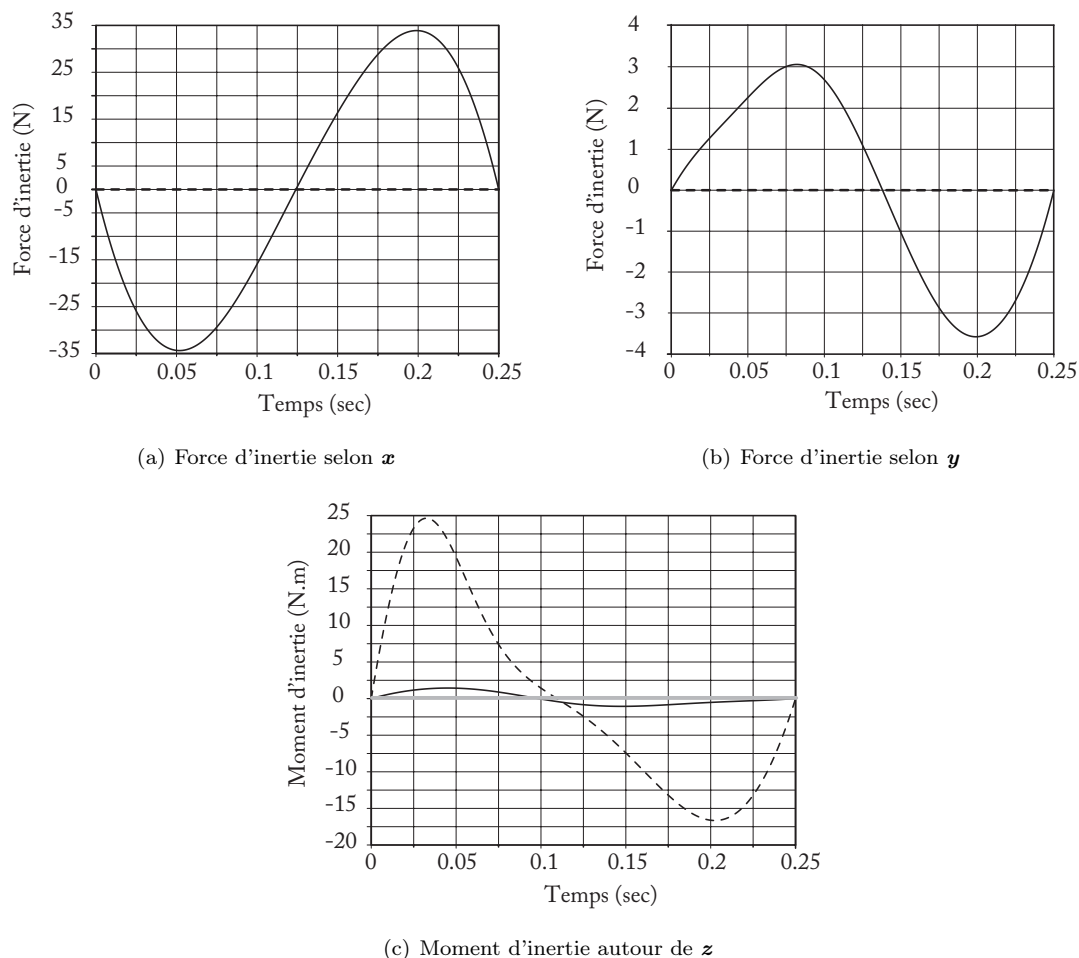 35
25
15
5
0
-5
-15
-25
-35
Force d'inertie (N)
0 0.05 0.1 0.15 0.2 0.25
Temps (sec)
(a) Force d'inertie selon x
4
3
2
1
0
-1
-2
-3
-4
Force d'inertie (N)
0 0.05 0.1 0.15 0.2 0.25
Temps (sec)
(b) Force d'inertie selon y
25
20
15
10
5
0
-5
-10
-15
-20
Moment d'inertie (N.m)
0 0.05 0.1 0.15 0.2 0.25
Temps (sec)
(c) Moment d'inertie autour de z